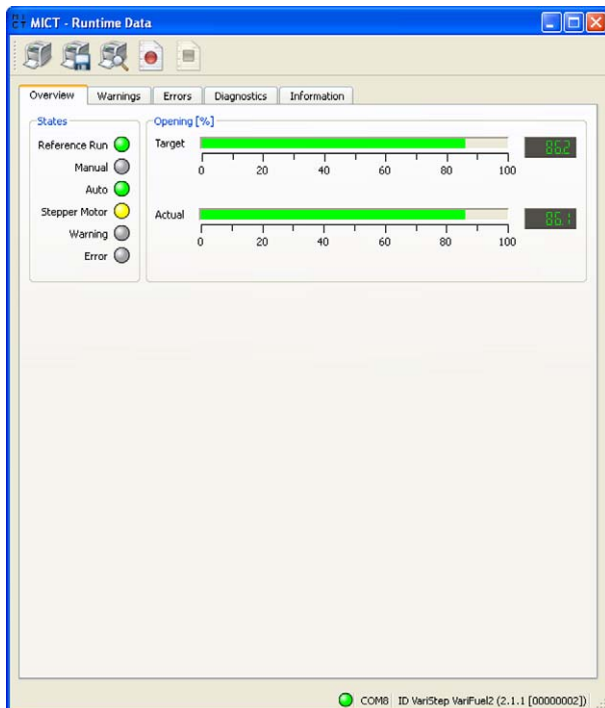 MICT - Runtime Data
Overview Warnings Errors Diagnostics Information
States
Reference Run
Manual
Auto
Stepper Motor
Warning
Error
Opening [%]
Target
86.2
0 20 40 60 80 100
Actual
86.1
0 20 40 60 80 100
COM8 ID VariStep VariFuel2 (2.1.1 [00000002])